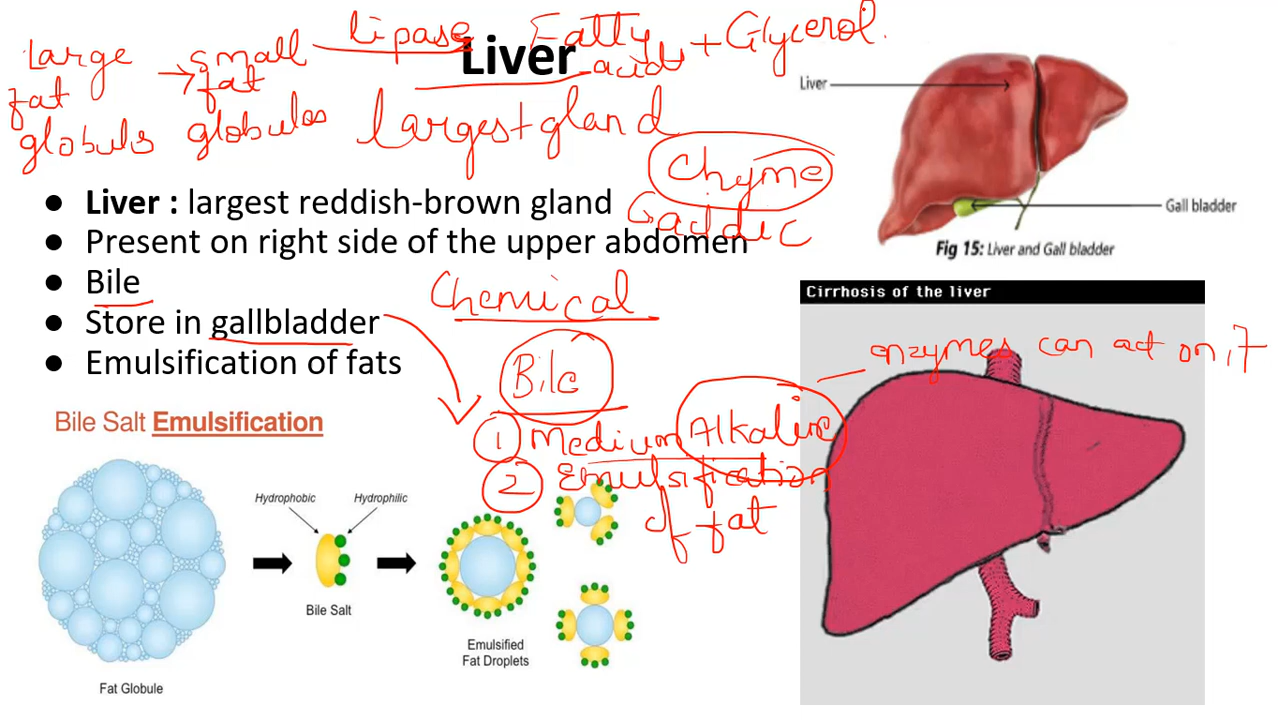 Large → small lipase Fatty acids + Glycerol.
fat fat
globuls globules
Liver
largest gland
Chyme
● Liver : largest reddish-brown gland
● Present on right side of the upper abdomen
● Bile
● Store in gallbladder
● Emulsification of fats
Chemical
Bile
① Medium Alkaline
② Emulsification
of fat
enzymes can act on it
Liver
Gall bladder
Fig 15: Liver and Gall bladder
Cirrhosis of the liver
Bile Salt Emulsification
Hydrophobic Hydrophilic
Fat Globule
Bile Salt
Emulsified
Fat Droplets